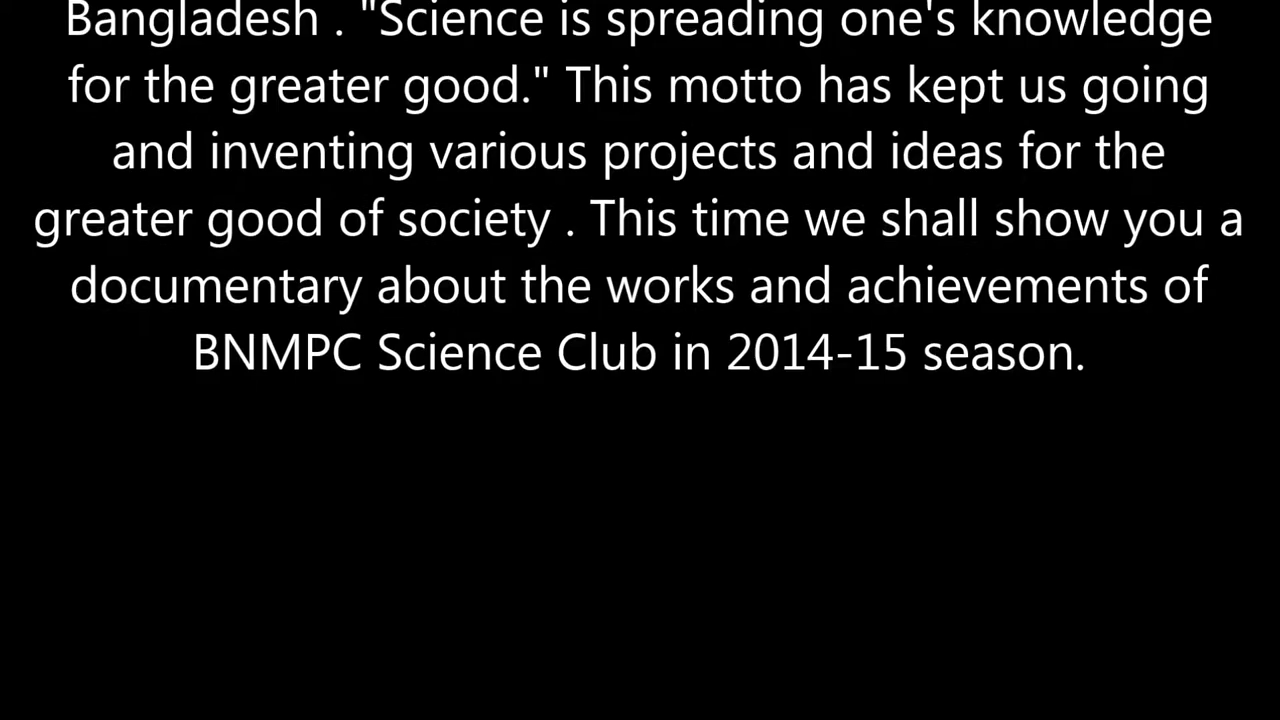 Bangladesh . "Science is spreading one's knowledge
for the greater good." This motto has kept us going
and inventing various projects and ideas for the
greater good of society . This time we shall show you a
documentary about the works and achievements of
BNMPC Science Club in 2014-15 season.